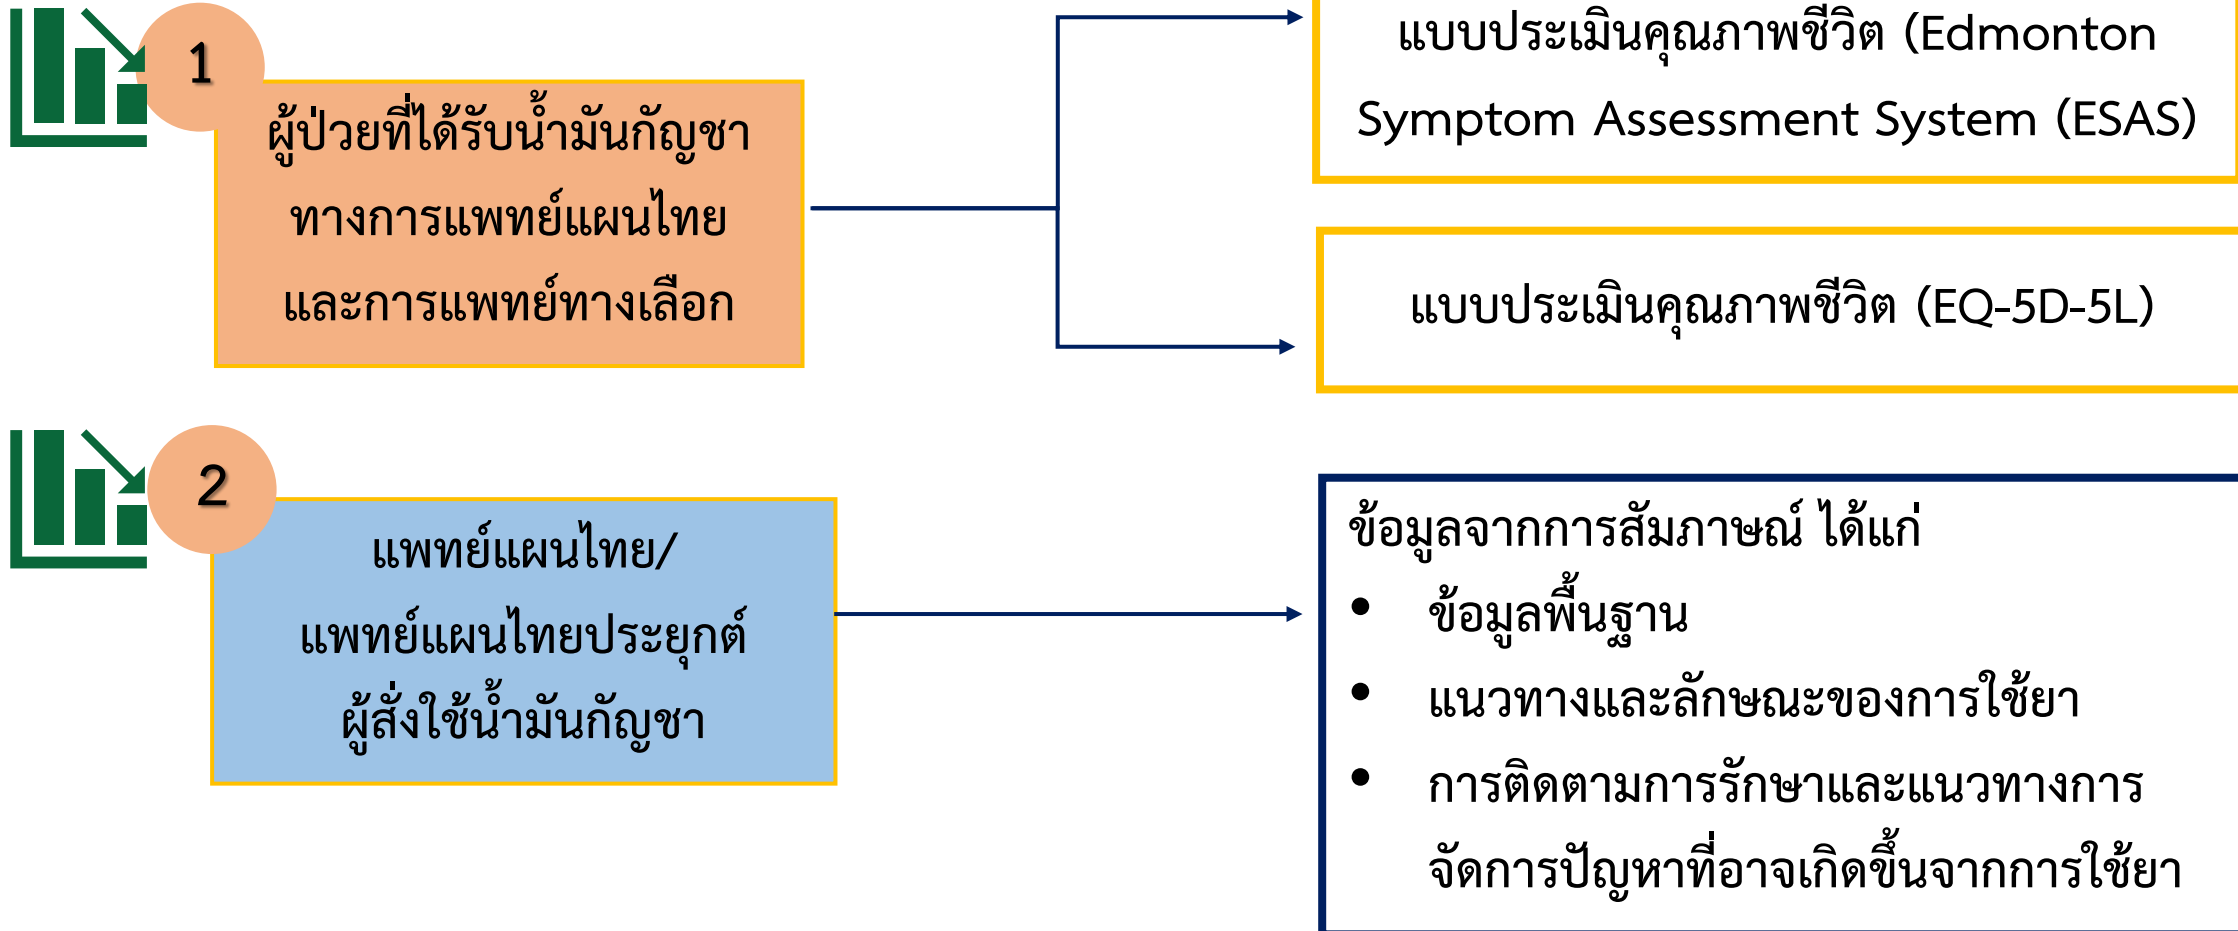 1
ผู้ป่วยที่ได้รับน้ำมันกัญชา
ทางการแพทย์แผนไทย
และการแพทย์ทางเลือก
แบบประเมินคุณภาพชีวิต (Edmonton
Symptom Assessment System (ESAS)
แบบประเมินคุณภาพชีวิต (EQ-5D-5L)
2
แพทย์แผนไทย/
แพทย์แผนไทยประยุกต์
ผู้สั่งใช้น้ำมันกัญชา
ข้อมูลจากการสัมภาษณ์ ได้แก่
• ข้อมูลพื้นฐาน
• แนวทางและลักษณะของการใช้ยา
• การติดตามการรักษาและแนวทางการ
จัดการปัญหาที่อาจเกิดขึ้นจากการใช้ยา